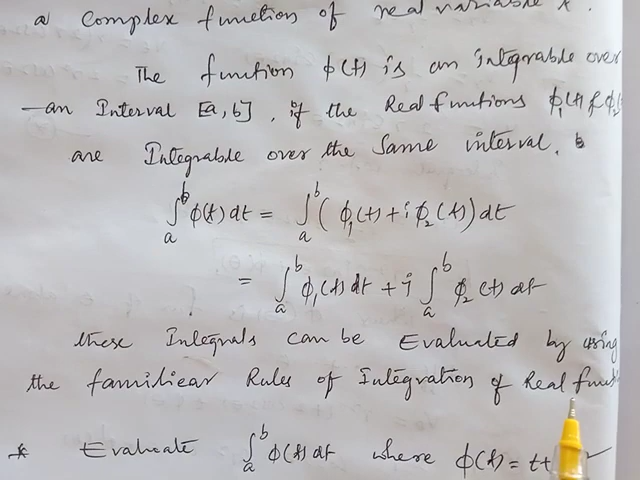 a complex function of real variable t.
The function ϕ(t) is an integrable over
an Interval [a, b], if the Real functions ϕ₁(t) & ϕ₂(
are Integrable over the Same interval.
∫ₐᵇ ϕ(t) dt = ∫ₐᵇ ( ϕ₁(t) + i ϕ₂(t) ) dt
= ∫ₐᵇ ϕ₁(t) dt + i ∫ₐᵇ ϕ₂(t) dt
these Integrals can be Evaluated by using
the familiear Rules of Integration of Real funct
* Evaluate ∫ₐᵇ ϕ(t) dt where ϕ(t) = t+